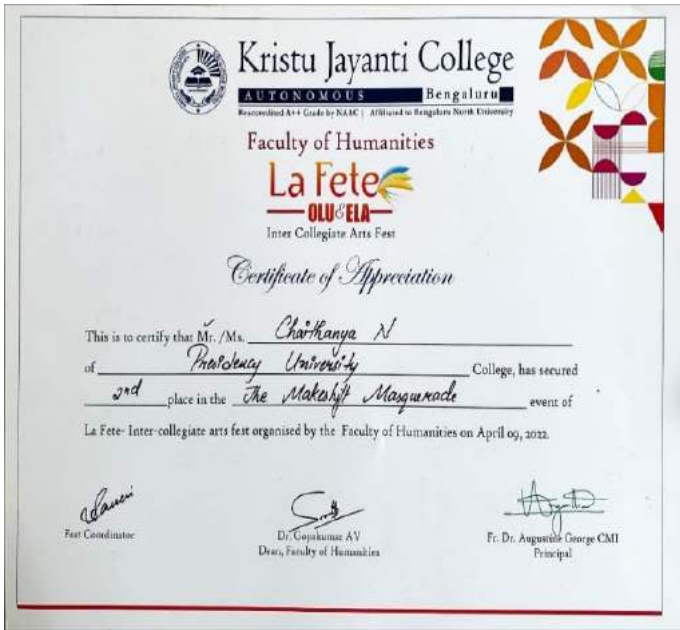 Kristu Jayanti College
AUTONOMOUS Bengaluru
Reaccredited A++ Grade by NAAC | Affiliated to Bengaluru North University
Faculty of Humanities
La Fete
OLU & ELA
Inter Collegiate Arts Fest
Certificate of Appreciation
This is to certify that Mr. /Ms. Chaithanya N
of Presidency University College, has secured
2nd place in the The Makeshift Masquerade event of
La Fete- Inter-collegiate arts fest organised by the Faculty of Humanities on April 09, 2022.
Fest Coordinator
Dr. Gopakumar AV
Dean, Faculty of Humanities
Fr. Dr. Augustine George CMI
Principal